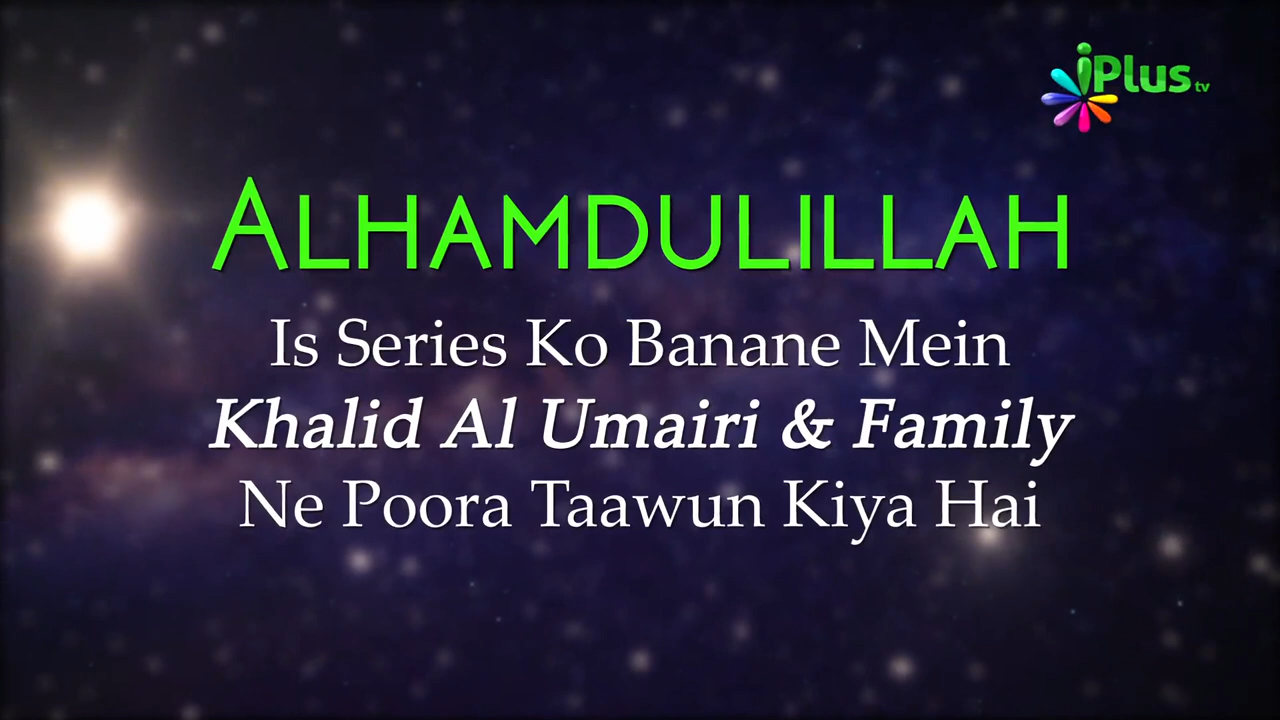 iPlus tv
ALHAMDULILLAH
Is Series Ko Banane Mein
Khalid Al Umairi & Family
Ne Poora Taawun Kiya Hai